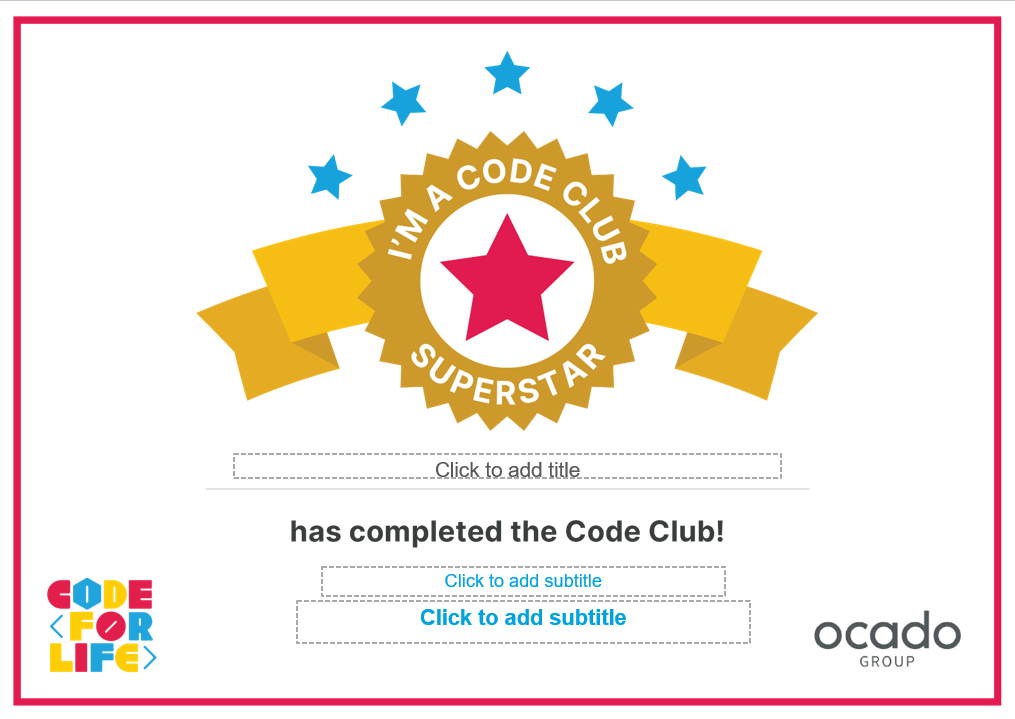 I'M A CODE CLUB
SUPERSTAR
Click to add title
has completed the Code Club!
Click to add subtitle
Click to add subtitle
CODE
<FOR
LIFE>
ocado
GROUP